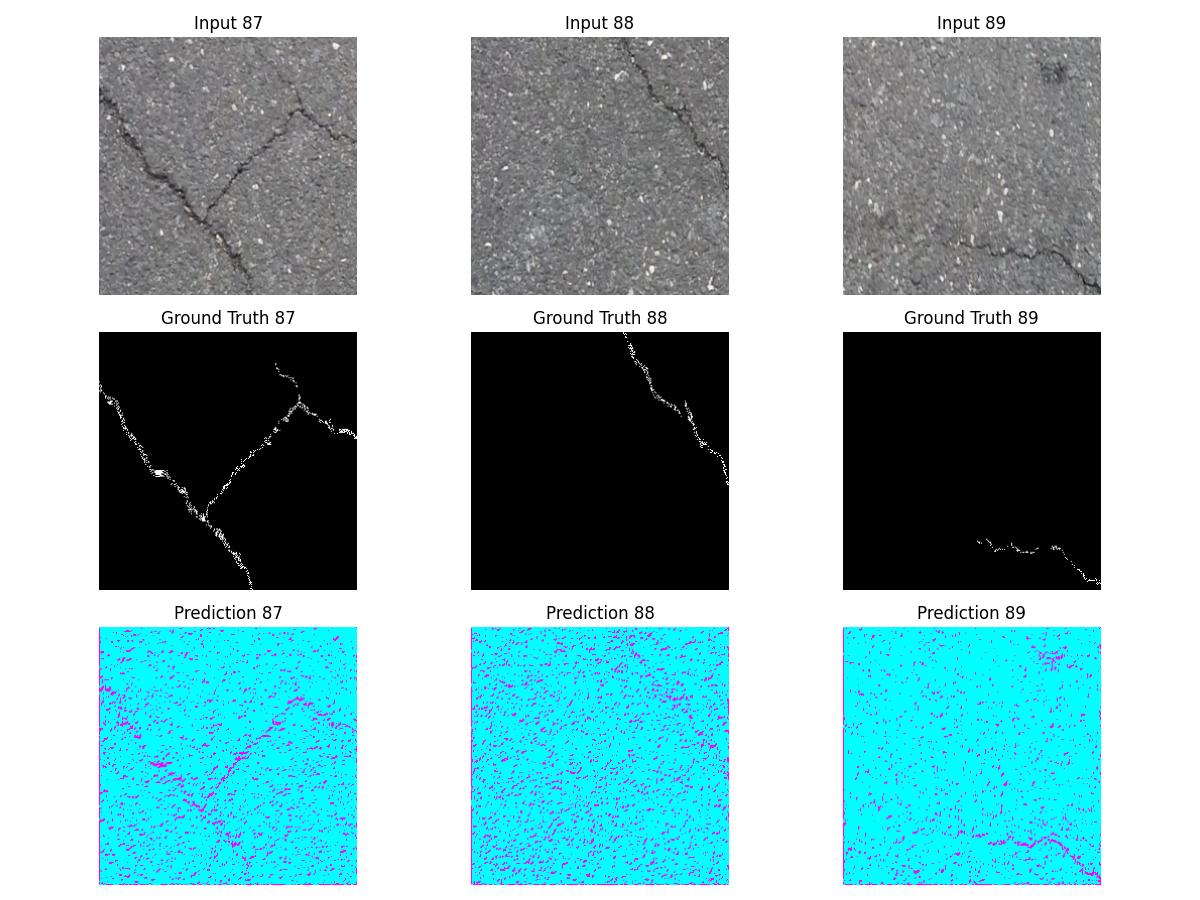 Input 87
Input 88
Input 89
Ground Truth 87
Ground Truth 88
Ground Truth 89
Prediction 87
Prediction 88
Prediction 89